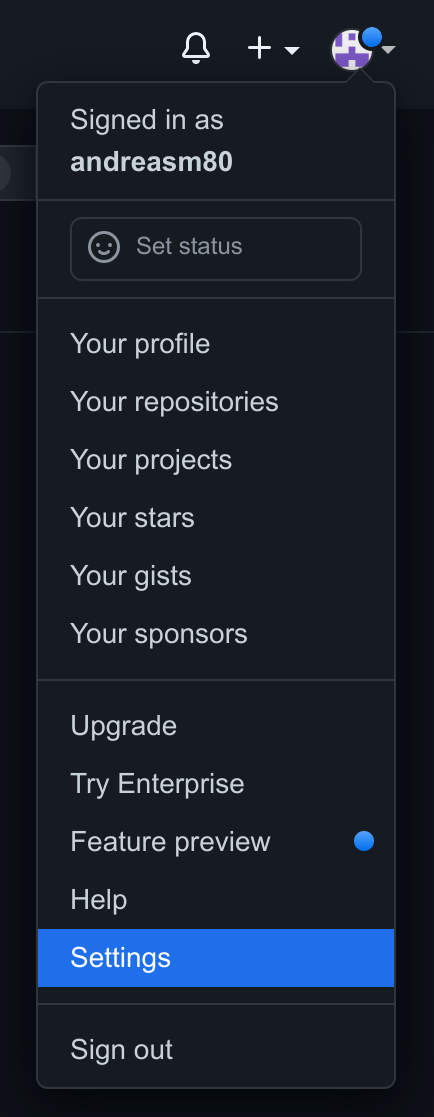 Signed in as
andreasm80
Set status
Your profile
Your repositories
Your projects
Your stars
Your gists
Your sponsors
Upgrade
Try Enterprise
Feature preview
Help
Settings
Sign out